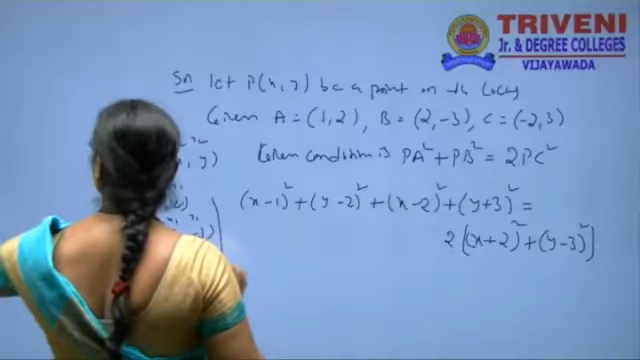 TRIVENI
Jr. & DEGREE COLLEGES
VIJAYAWADA
Sn let P(x, y) be a point on the Locus
Given A = (1, 2), B = (2, -3), C = (-2, 3)
Given condition is PA² + PB² = 2PC²
(x-1)² + (y-2)² + (x-2)² + (y+3)² =
2[(x+2)² + (y-3)²]
, y)